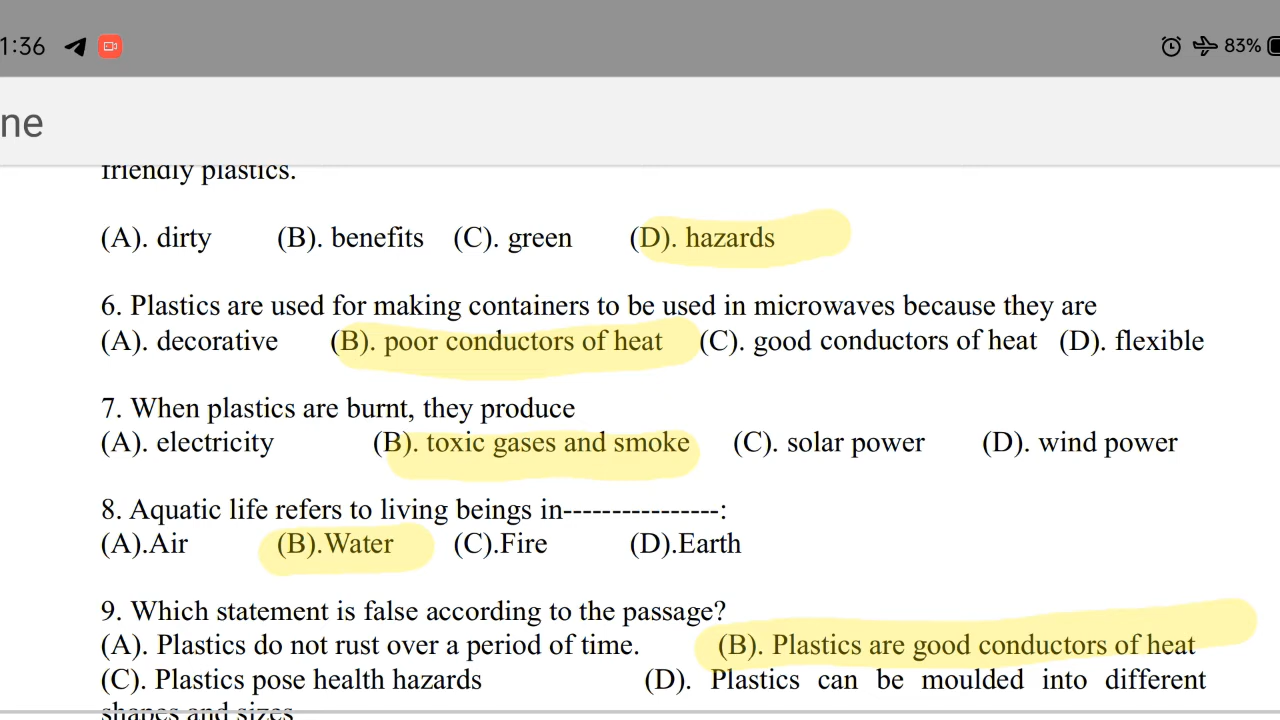 1:36 83%
ne
friendly plastics.
(A). dirty (B). benefits (C). green (D). hazards
6. Plastics are used for making containers to be used in microwaves because they are
(A). decorative (B). poor conductors of heat (C). good conductors of heat (D). flexible
7. When plastics are burnt, they produce
(A). electricity (B). toxic gases and smoke (C). solar power (D). wind power
8. Aquatic life refers to living beings in----------------:
(A).Air (B).Water (C).Fire (D).Earth
9. Which statement is false according to the passage?
(A). Plastics do not rust over a period of time. (B). Plastics are good conductors of heat
(C). Plastics pose health hazards (D). Plastics can be moulded into different
shapes and sizes